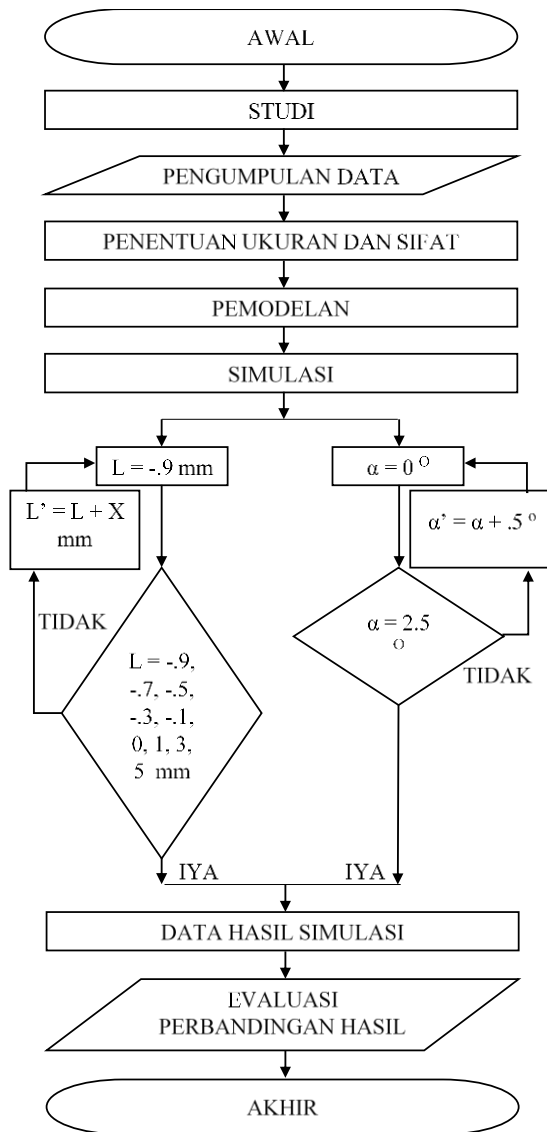 AWAL
STUDI
PENGUMPULAN DATA
PENENTUAN UKURAN DAN SIFAT
PEMODELAN
SIMULASI
L = -.9 mm
α = 0 O
L’ = L + X
mm
α’ = α + .5 o
TIDAK
L = -.9,
-.7, -.5,
-.3, -.1,
0, 1, 3,
5 mm
α = 2.5
O
TIDAK
IYA
IYA
DATA HASIL SIMULASI
EVALUASI
PERBANDINGAN HASIL
AKHIR